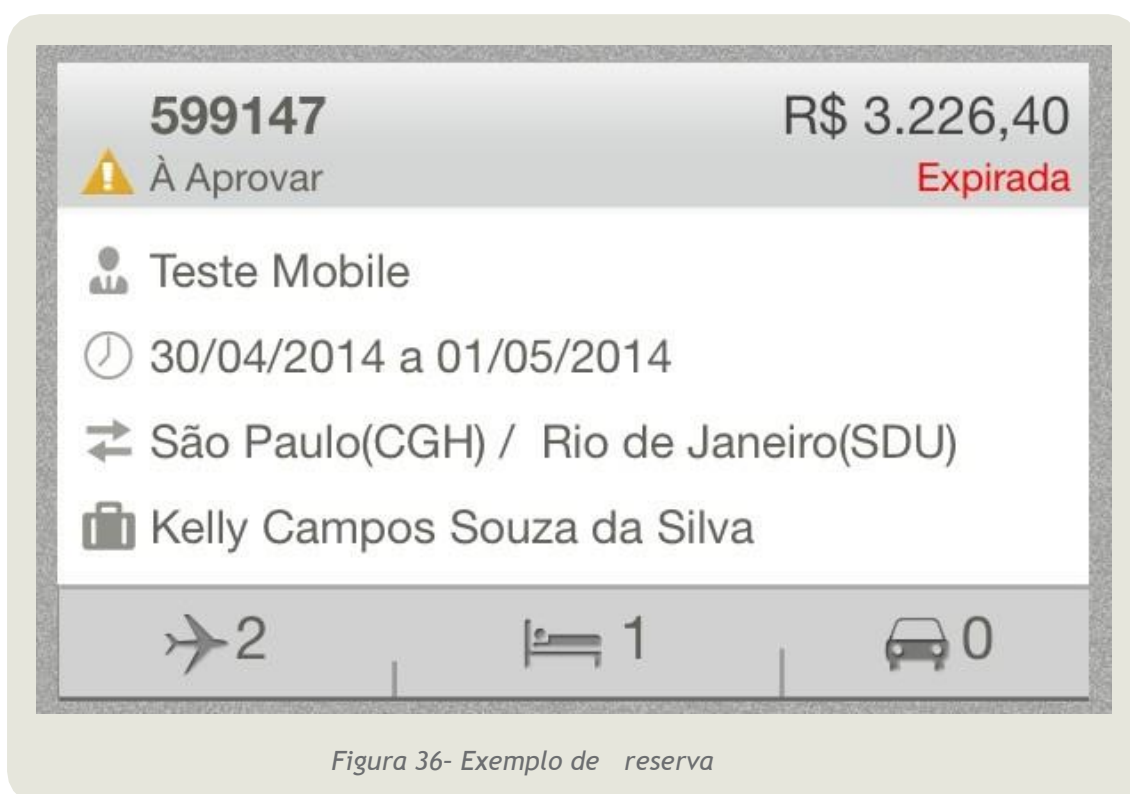 599147 R$ 3.226,40
À Aprovar Expirada
Teste Mobile
30/04/2014 a 01/05/2014
São Paulo(CGH) / Rio de Janeiro(SDU)
Kelly Campos Souza da Silva
2 1 0
Figura 36– Exemplo de reserva